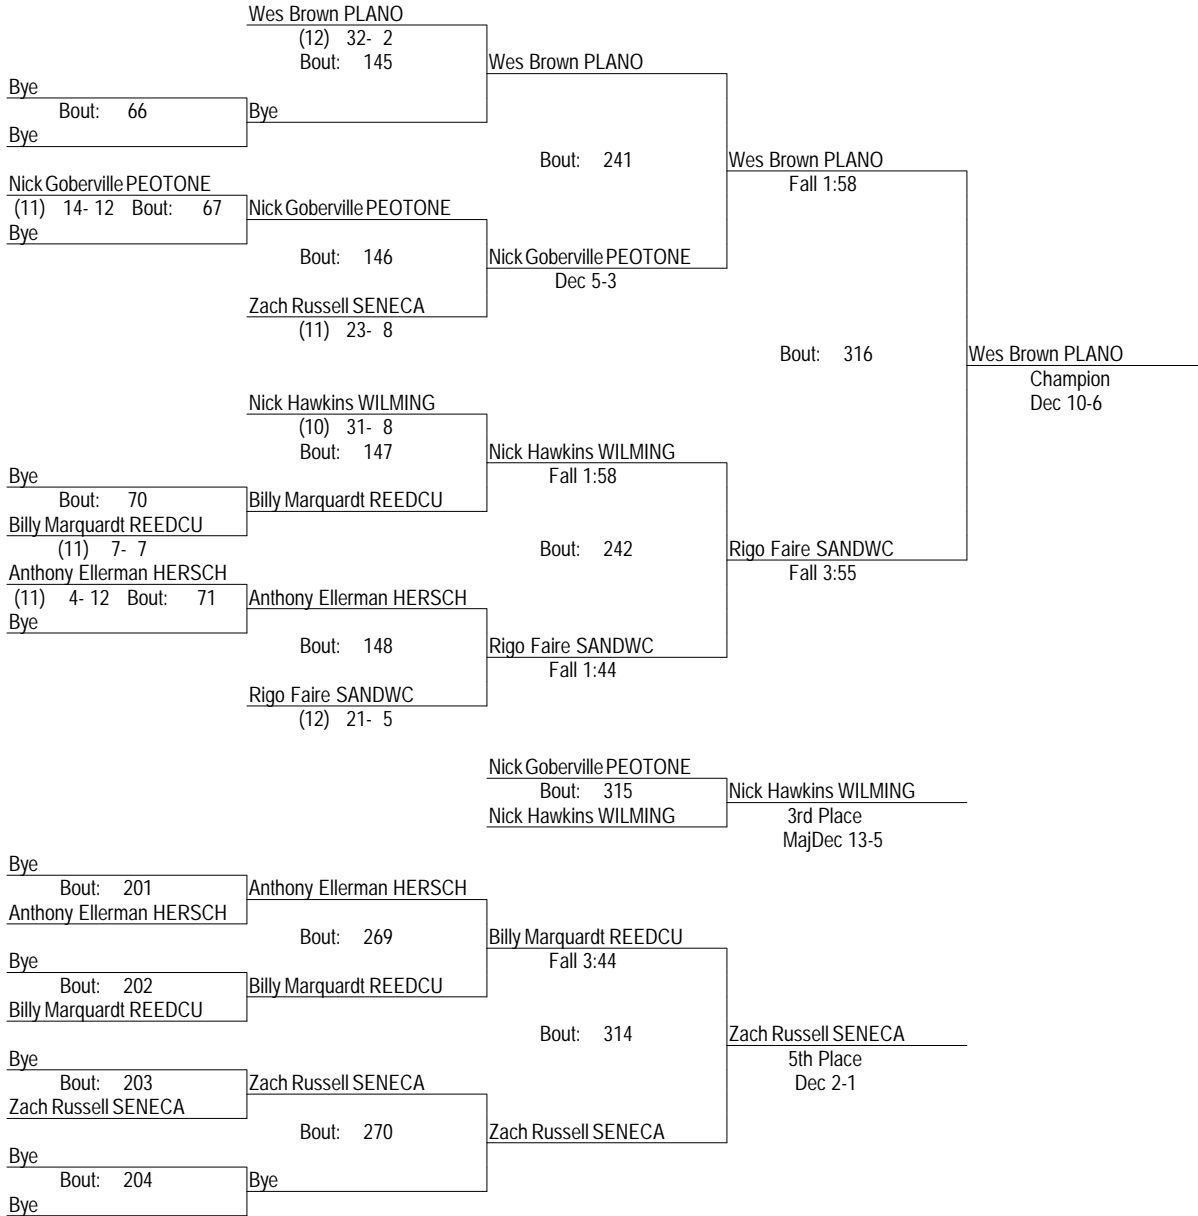 Wes Brown PLANO
(12) 32- 2
Bout: 145
Wes Brown PLANO
Bye
Bout: 66
Bye
Bye
Bout: 241
Wes Brown PLANO
Fall 1:58
Nick Goberville PEOTONE
(11) 14- 12 Bout: 67
Nick Goberville PEOTONE
Bye
Bout: 146
Nick Goberville PEOTONE
Dec 5-3
Zach Russell SENECA
(11) 23- 8
Bout: 316
Wes Brown PLANO
Champion
Dec 10-6
Nick Hawkins WILMING
(10) 31- 8
Bout: 147
Nick Hawkins WILMING
Fall 1:58
Bye
Bout: 70
Billy Marquardt REEDCU
Billy Marquardt REEDCU
(11) 7- 7
Bout: 242
Rigo Faire SANDWC
Fall 3:55
Anthony Ellerman HERSCH
(11) 4- 12 Bout: 71
Anthony Ellerman HERSCH
Bye
Bout: 148
Rigo Faire SANDWC
Fall 1:44
Rigo Faire SANDWC
(12) 21- 5
Nick Goberville PEOTONE
Bout: 315
Nick Hawkins WILMING
Nick Hawkins WILMING
3rd Place
MajDec 13-5
Bye
Bout: 201
Anthony Ellerman HERSCH
Anthony Ellerman HERSCH
Bout: 269
Billy Marquardt REEDCU
Fall 3:44
Bye
Bout: 202
Billy Marquardt REEDCU
Billy Marquardt REEDCU
Bout: 314
Zach Russell SENECA
5th Place
Dec 2-1
Bye
Bout: 203
Zach Russell SENECA
Zach Russell SENECA
Bout: 270
Zach Russell SENECA
Bye
Bout: 204
Bye
Bye